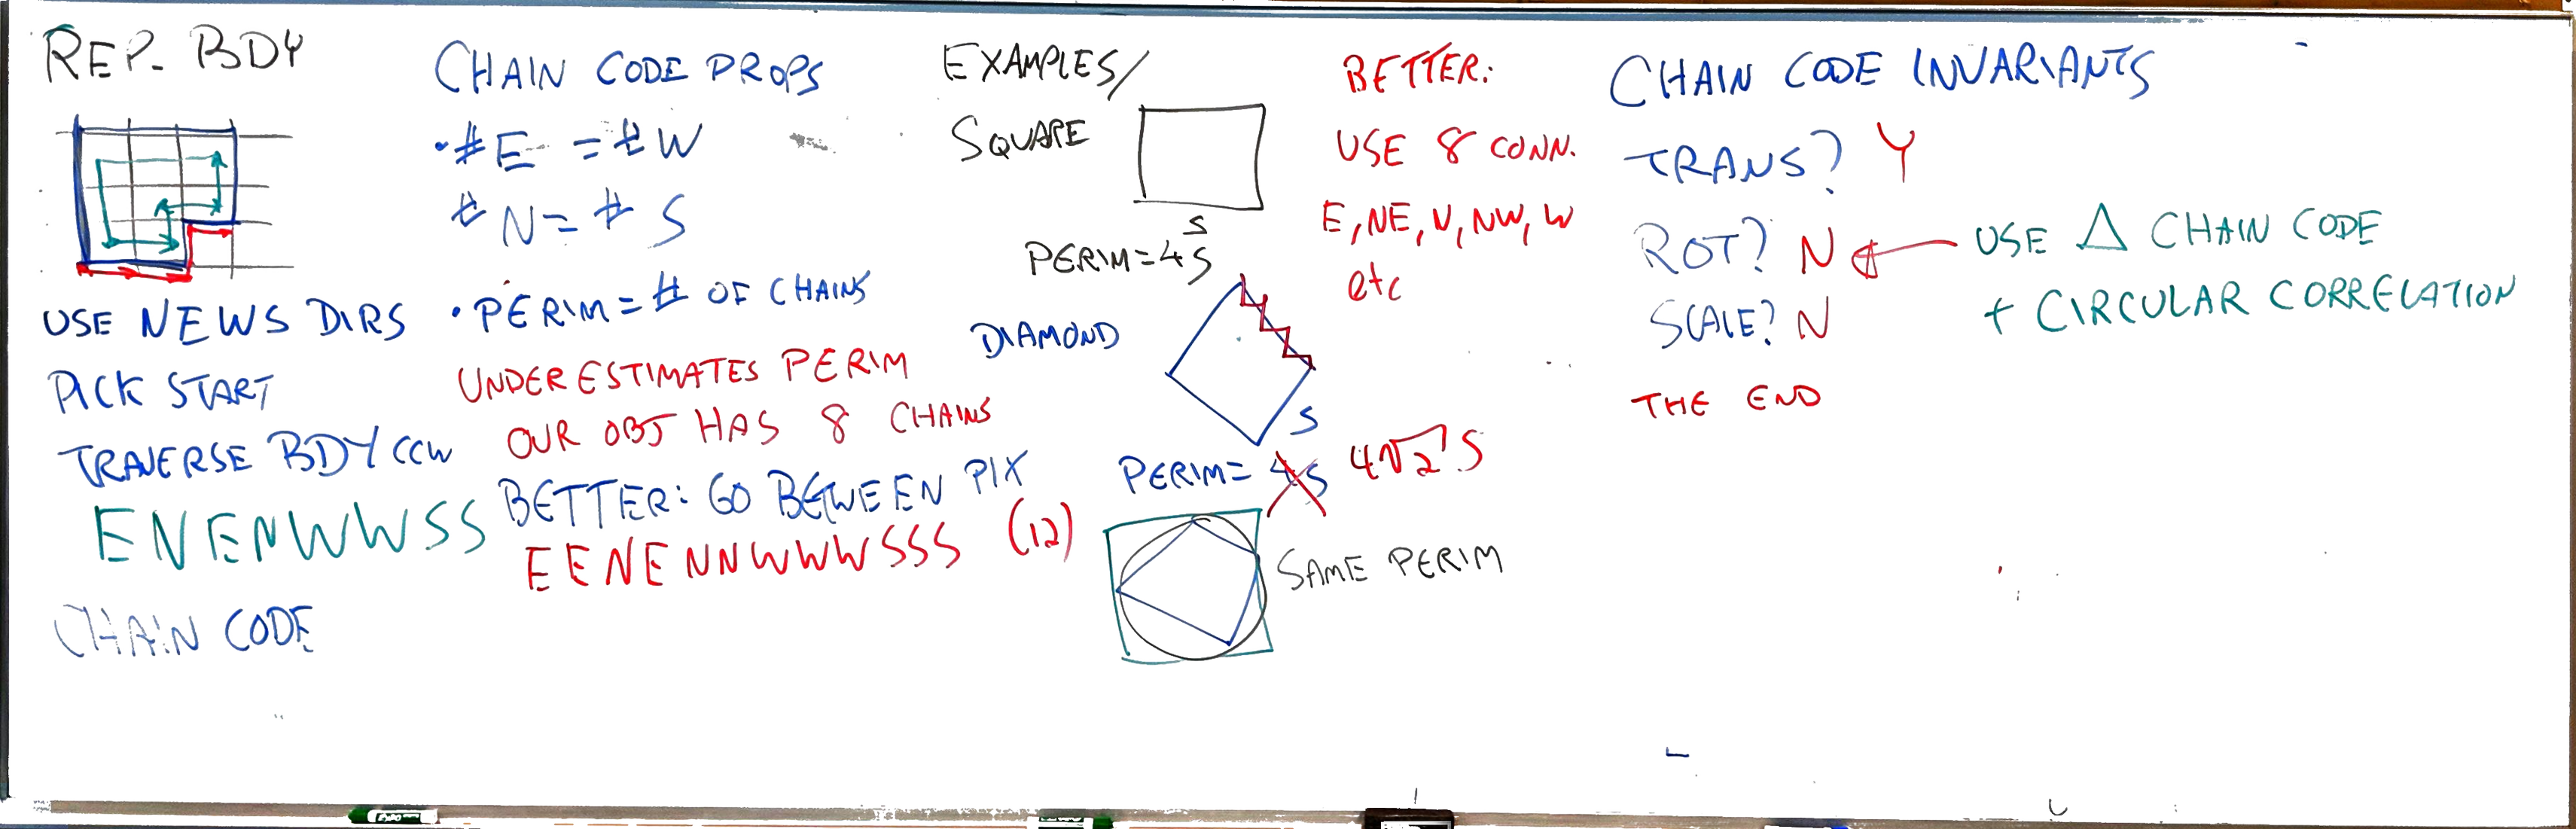 REP. BDY
USE NEWS DIRS
PICK START
TRAVERSE BDY CCW
ENENWWSS
CHAIN CODE
CHAIN CODE PROPS
• # E = # W
# N = # S
• PERIM = # OF CHAINS
UNDERESTIMATES PERIM
OUR OBJ HAS 8 CHAINS
BETTER: GO BETWEEN PIX
EENENNWWWSSS (12)
EXAMPLES/
SQUARE
S
PERIM = 4S
DIAMOND
S
PERIM = 4S 4√2 S
SAME PERIM
BETTER:
USE 8 CONN.
E, NE, N, NW, W
etc
CHAIN CODE INVARIANTS
TRANS? Y
ROT? N ← USE Δ CHAIN CODE
+ CIRCULAR CORRELATION
SCALE? N
THE END